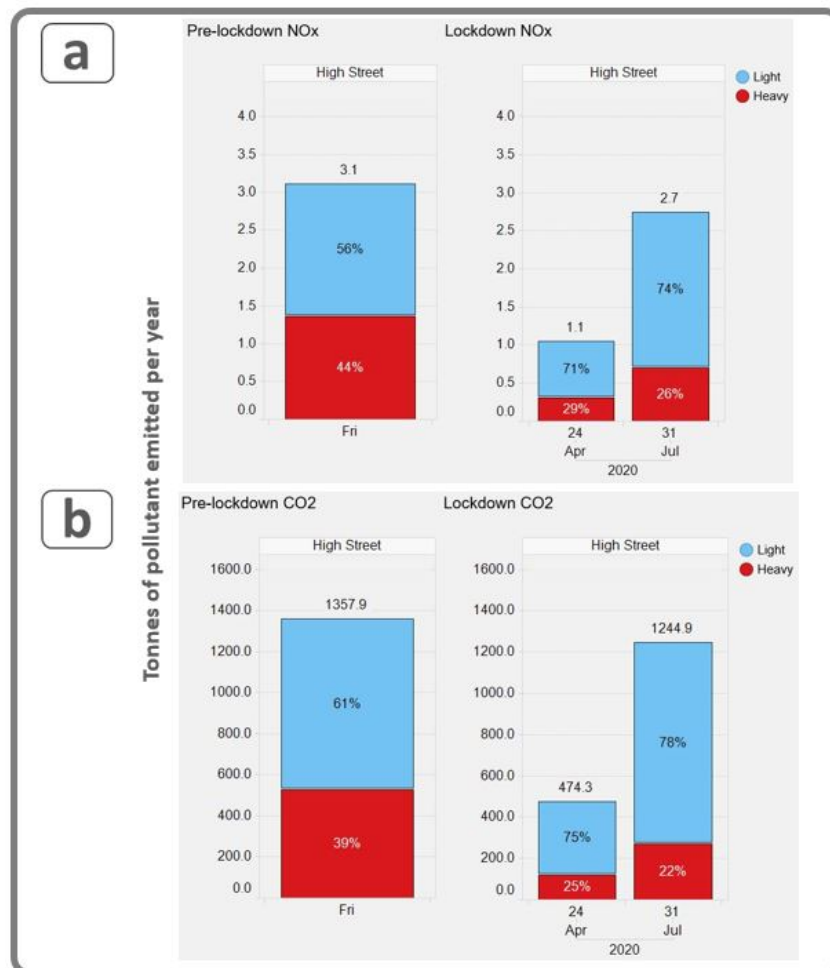 a
Pre-lockdown NOx
Lockdown NOx
High Street
High Street
Light
Heavy
4.0
3.5
3.0
2.5
2.0
1.5
1.0
0.5
0.0
3.1
56%
44%
Fri
4.0
3.5
3.0
2.5
2.0
1.5
1.0
0.5
0.0
1.1
71%
29%
2.7
74%
26%
24
Apr
31
Jul
2020
Tonnes of pollutant emitted per year
b
Pre-lockdown CO2
Lockdown CO2
High Street
High Street
Light
Heavy
1600.0
1400.0
1200.0
1000.0
800.0
600.0
400.0
200.0
0.0
1357.9
61%
39%
Fri
1600.0
1400.0
1200.0
1000.0
800.0
600.0
400.0
200.0
0.0
474.3
75%
25%
1244.9
78%
22%
24
Apr
31
Jul
2020